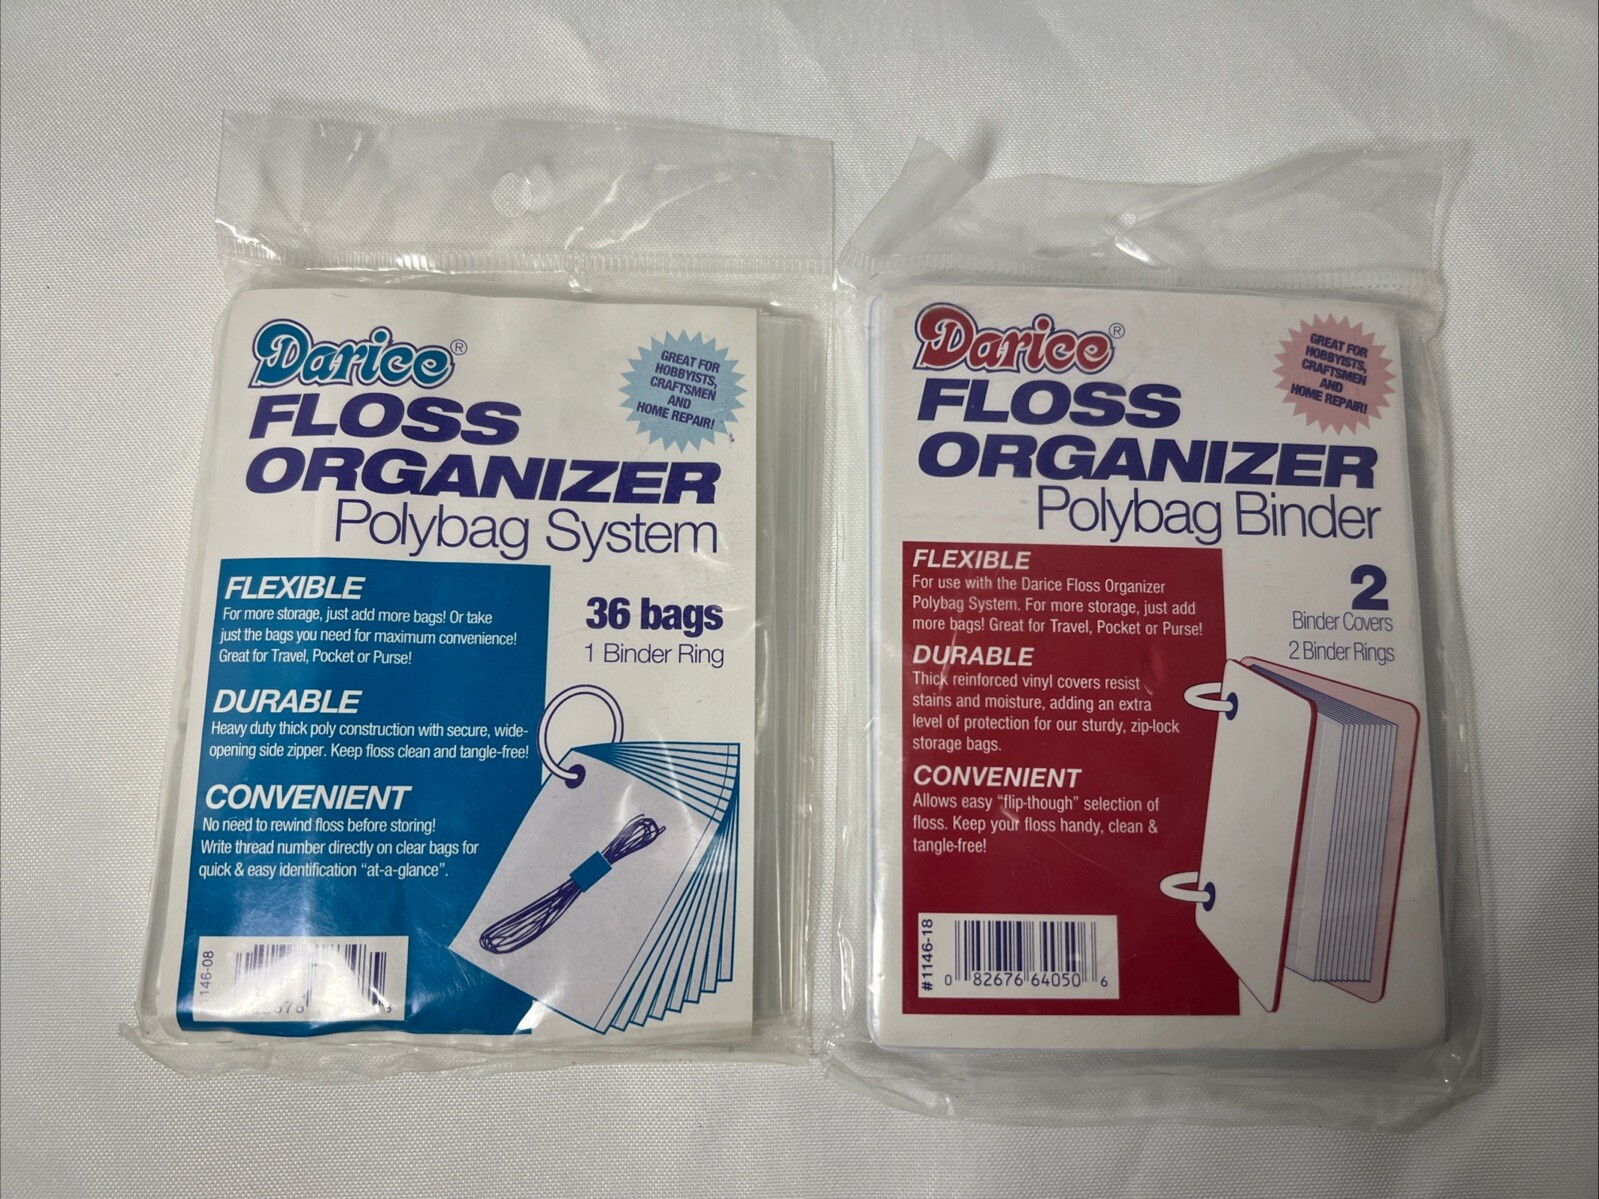 Darice®
FLOSS
ORGANIZER
Polybag System
GREAT FOR
HOBBYISTS,
CRAFTSMEN
AND
HOME REPAIR!
FLEXIBLE
For more storage, just add more bags! Or take
just the bags you need for maximum convenience!
Great for Travel, Pocket or Purse!
DURABLE
Heavy duty thick poly construction with secure, wide-
opening side zipper. Keep floss clean and tangle-free!
CONVENIENT
No need to rewind floss before storing!
Write thread number directly on clear bags for
quick & easy identification "at-a-glance".
36 bags
1 Binder Ring
1146-08
Darice®
FLOSS
ORGANIZER
Polybag Binder
GREAT FOR
HOBBYISTS,
CRAFTSMEN
AND
HOME REPAIR!
FLEXIBLE
For use with the Darice Floss Organizer
Polybag System. For more storage, just add
more bags! Great for Travel, Pocket or Purse!
DURABLE
Thick reinforced vinyl covers resist
stains and moisture, adding an extra
level of protection for our sturdy, zip-lock
storage bags.
CONVENIENT
Allows easy "flip-though" selection of
floss. Keep your floss handy, clean &
tangle-free!
2
Binder Covers
2 Binder Rings
#1146-18
0 82676 64050 6